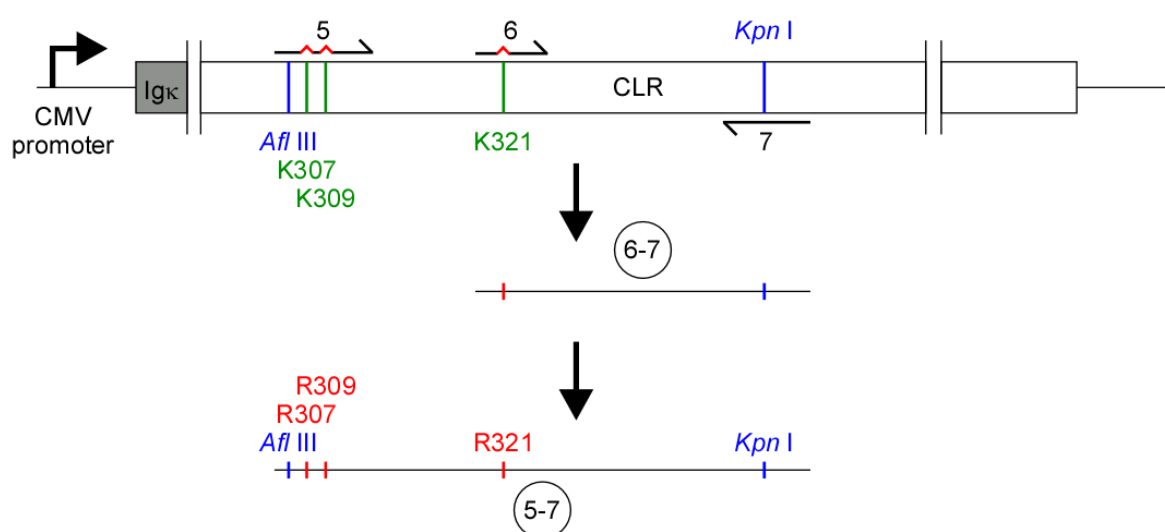 5
6
Kpn I
Igκ
CLR
CMV
promoter
Afl III
K307
K309
K321
7
6-7
R309
R307
Afl III
R321
Kpn I
5-7